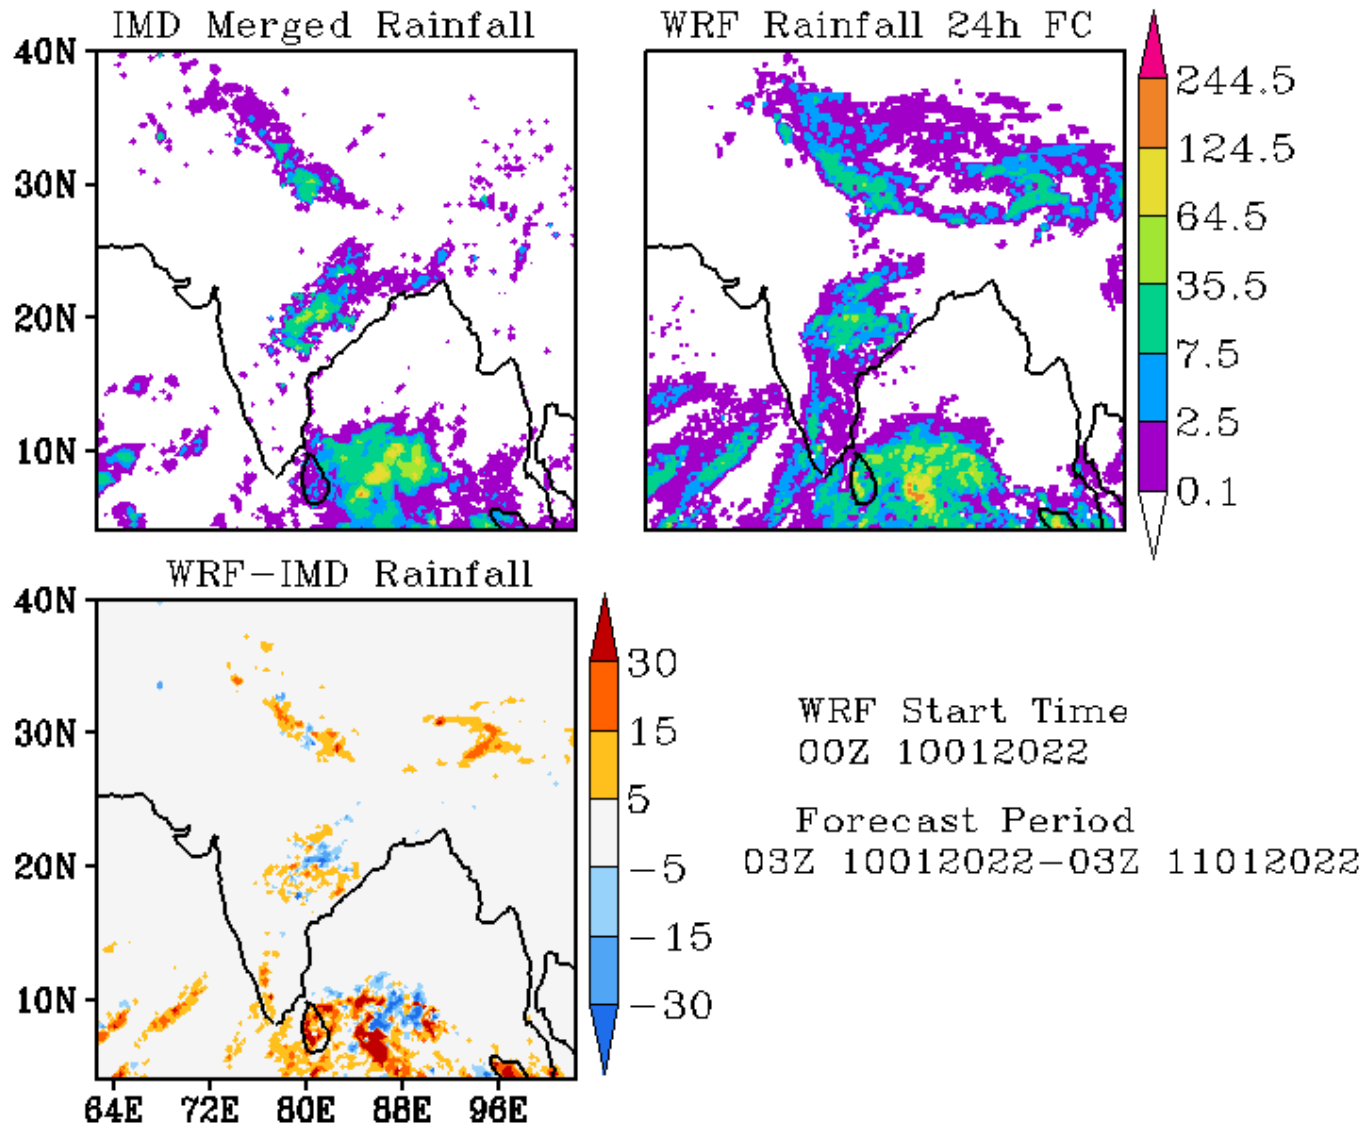 IMD Merged Rainfall
WRF Rainfall 24h FC
40N
30N
20N
10N
244.5
124.5
64.5
35.5
7.5
2.5
0.1
WRF-IMD Rainfall
40N
30N
20N
10N
64E 72E 80E 88E 96E
30
15
5
-5
-15
-30
WRF Start Time
00Z 10012022
Forecast Period
03Z 10012022-03Z 11012022